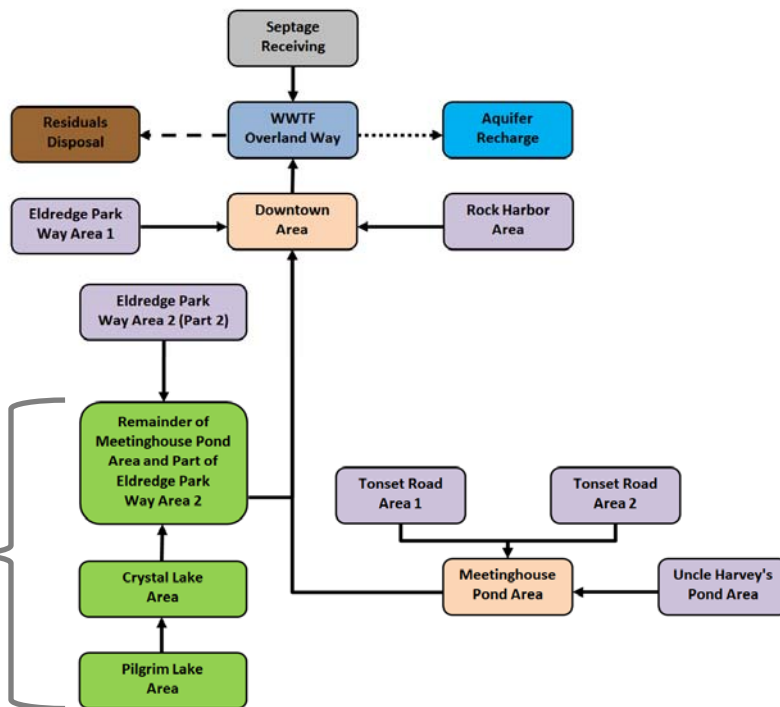 Septage
Receiving
Residuals
Disposal
WWTF
Overland Way
Aquifer
Recharge
Eldredge Park
Way Area 1
Downtown
Area
Rock Harbor
Area
Eldredge Park
Way Area 2 (Part 2)
Remainder of
Meetinghouse Pond
Area and Part of
Eldredge Park
Way Area 2
Tonset Road
Area 1
Tonset Road
Area 2
Crystal Lake
Area
Meetinghouse
Pond Area
Uncle Harvey's
Pond Area
Pilgrim Lake
Area